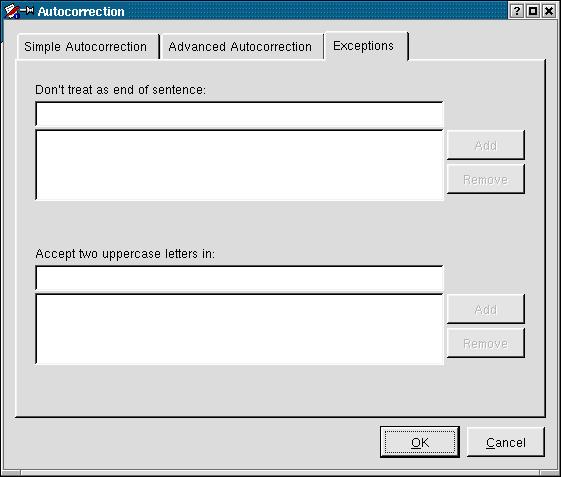 Autocorrection
Simple Autocorrection Advanced Autocorrection Exceptions
Don't treat as end of sentence:
Add
Remove
Accept two uppercase letters in:
Add
Remove
OK Cancel